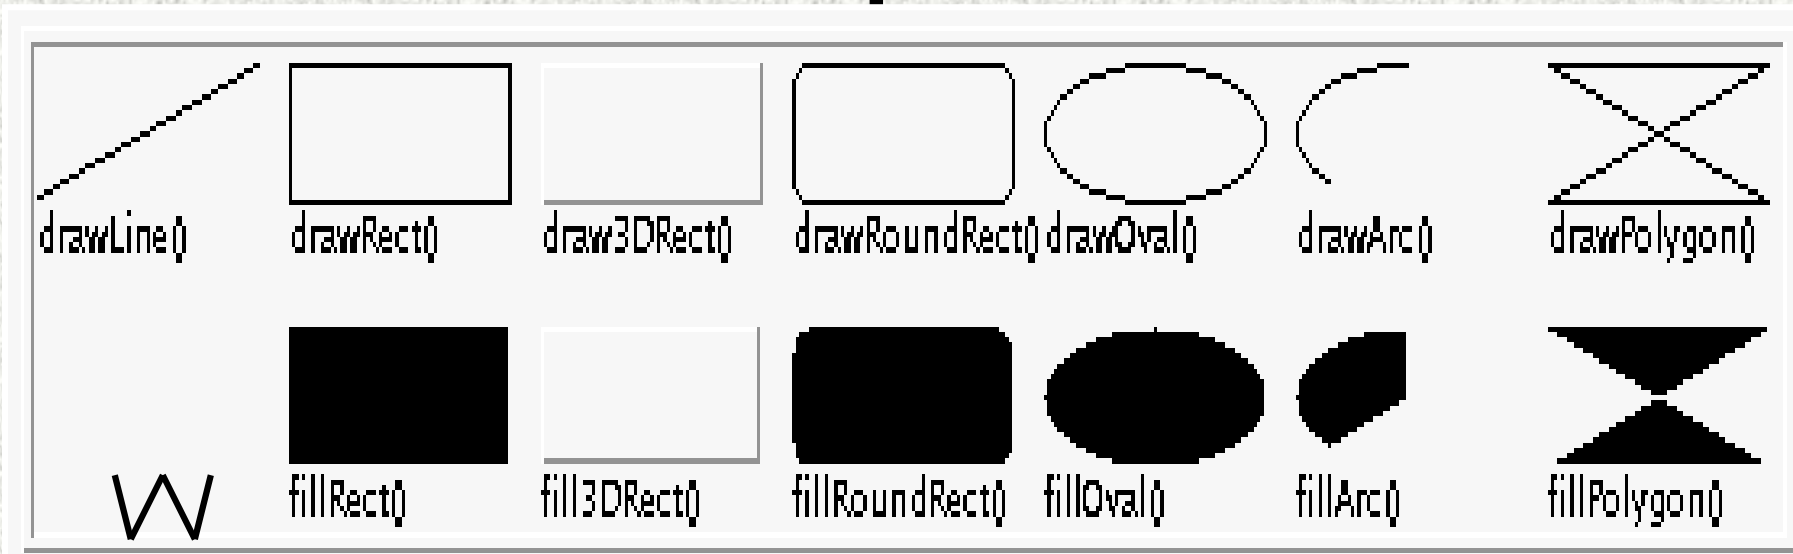 drawLine() drawRect() draw3DRect() drawRoundRect() drawOval() drawArc() drawPolygon()
fillRect() fill3DRect() fillRoundRect() fillOval() fillArc() fillPolygon()
W